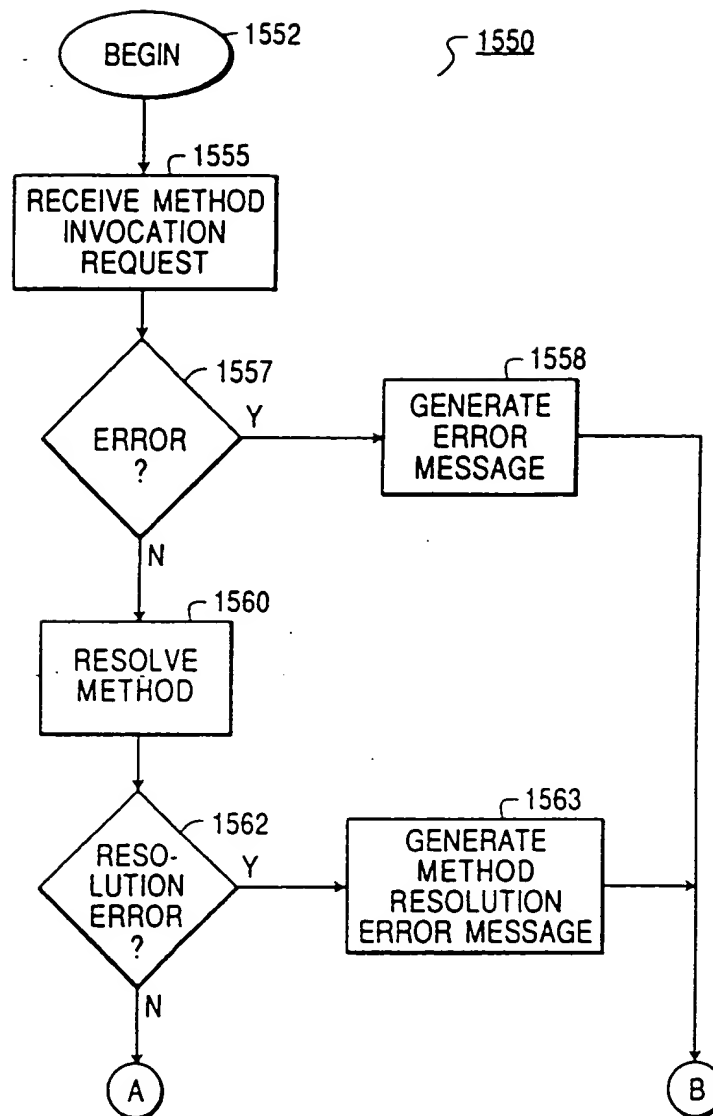 1552
BEGIN
1550
1555
RECEIVE METHOD
INVOCATION
REQUEST
1557
ERROR
?
Y
N
1558
GENERATE
ERROR
MESSAGE
1560
RESOLVE
METHOD
1562
RESO-
LUTION
ERROR
?
Y
N
1563
GENERATE
METHOD
RESOLUTION
ERROR MESSAGE
A
B